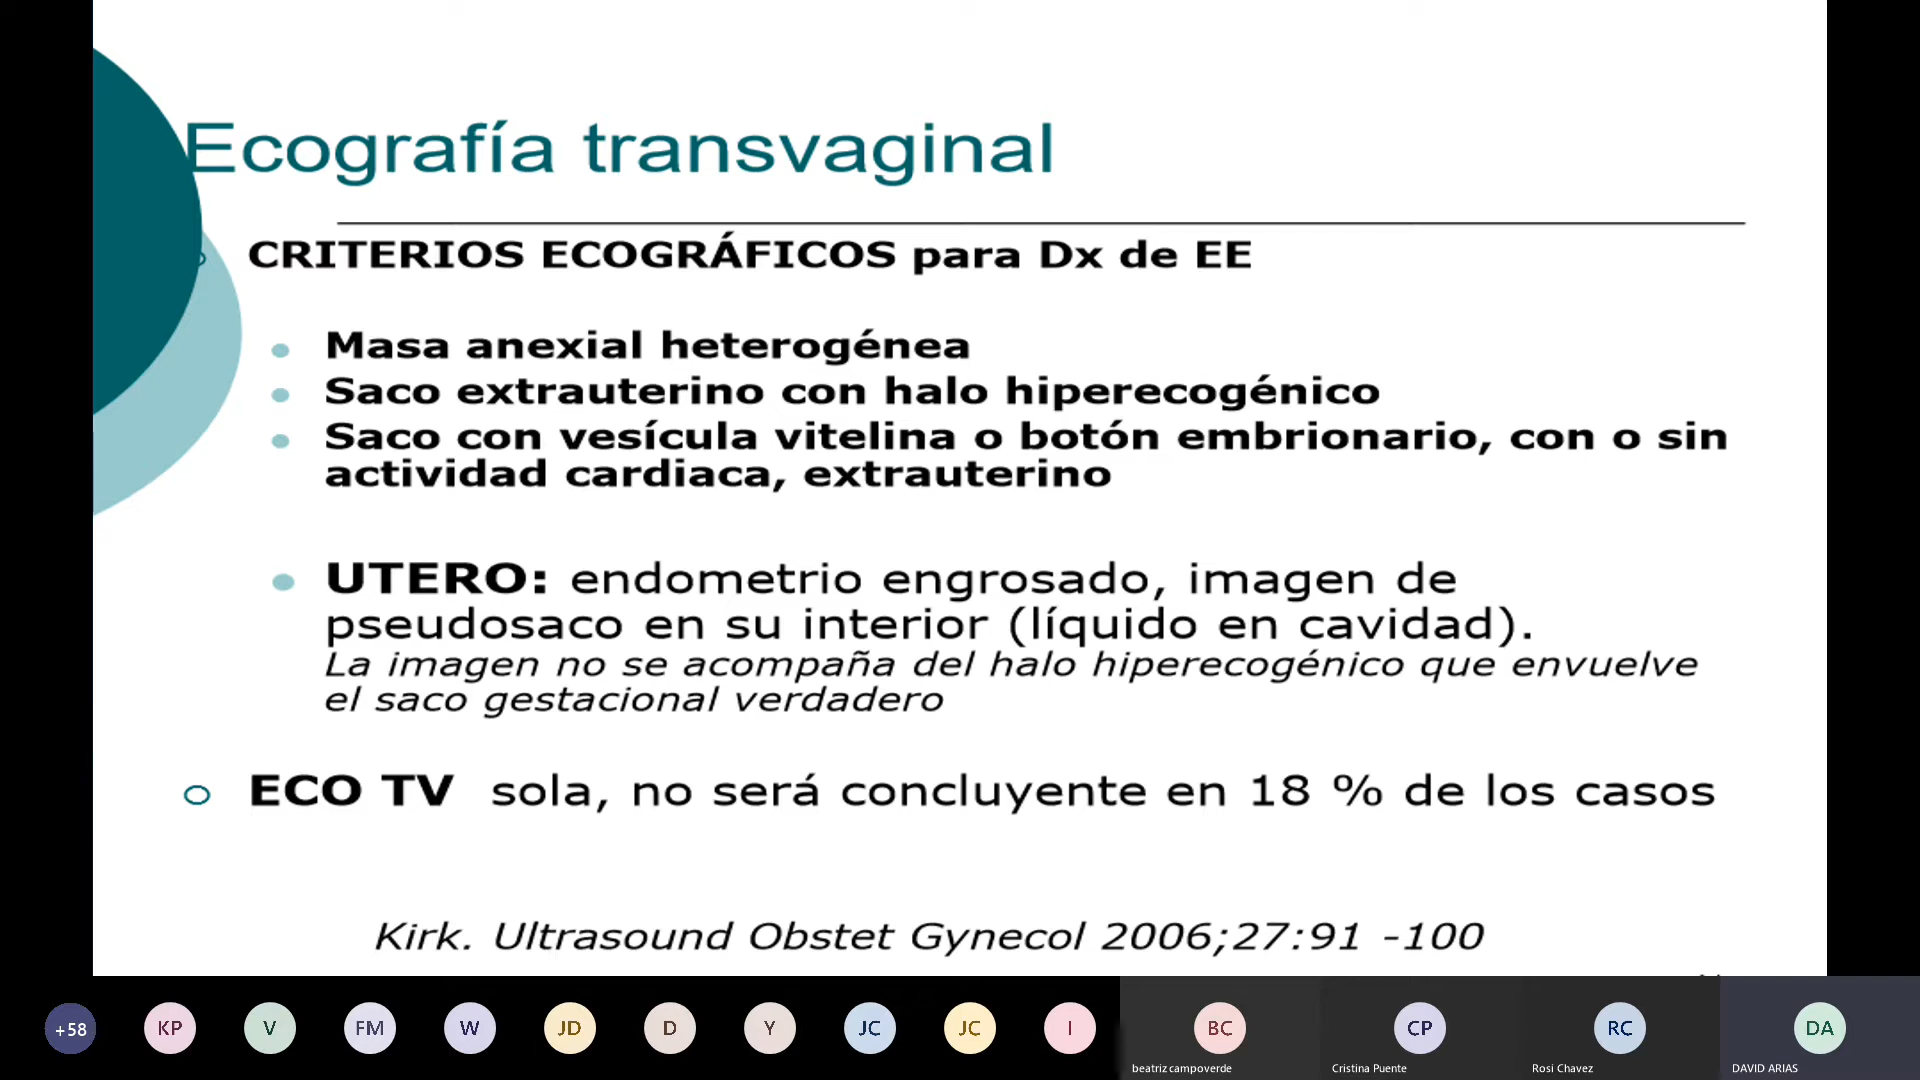 Ecografía transvaginal
CRITERIOS ECOGRÁFICOS para Dx de EE
Masa anexial heterogénea
Saco extrauterino con halo hiperecogénico
Saco con vesícula vitelina o botón embrionario, con o sin
actividad cardiaca, extrauterino
UTERO: endometrio engrosado, imagen de
pseudosaco en su interior (líquido en cavidad).
La imagen no se acompaña del halo hiperecogénico que envuelve
el saco gestacional verdadero
ECO TV sola, no será concluyente en 18 % de los casos
Kirk. Ultrasound Obstet Gynecol 2006;27:91 -100
+58 KP V FM W JD D Y JC JC I BC CP RC DA
beatriz campoverde Cristina Puente Rosi Chavez DAVID ARIAS